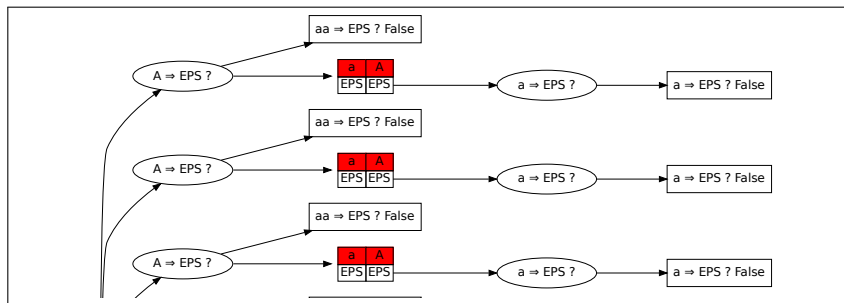 aa ⇒ EPS ? False
A ⇒ EPS ?
a A
EPS EPS
a ⇒ EPS ?
a ⇒ EPS ? False
aa ⇒ EPS ? False
A ⇒ EPS ?
a A
EPS EPS
a ⇒ EPS ?
a ⇒ EPS ? False
aa ⇒ EPS ? False
A ⇒ EPS ?
a A
EPS EPS
a ⇒ EPS ?
a ⇒ EPS ? False